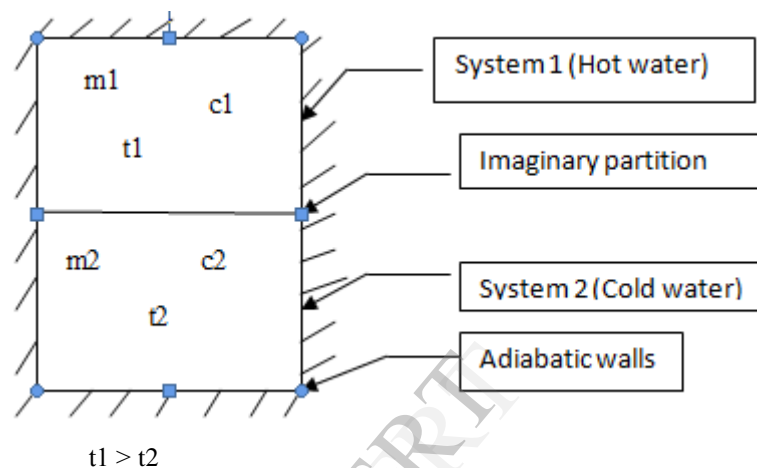 System 1 (Hot water)
m1
c1
t1
Imaginary partition
m2
c2
System 2 (Cold water)
t2
Adiabatic walls
t1 > t2